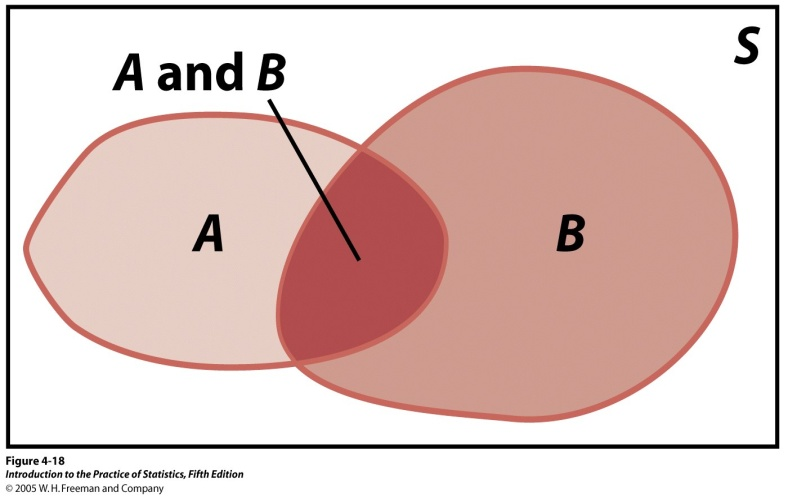 S
A and B
A
B
Figure 4-18
Introduction to the Practice of Statistics, Fifth Edition
© 2005 W. H. Freeman and Company